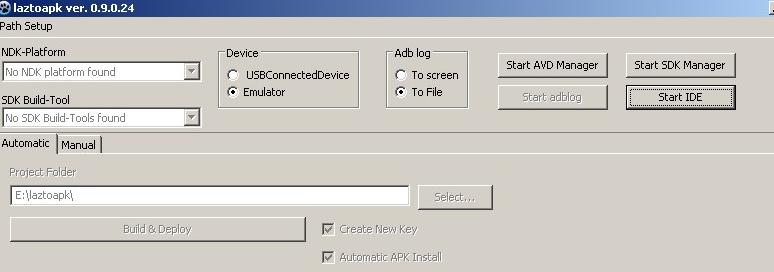 laztoapk ver. 0.9.0.24
Path Setup
NDK-Platform
No NDK platform found
SDK Build-Tool
No SDK Build-Tools found
Device
USBConnectedDevice
Emulator
Adb log
To screen
To File
Start AVD Manager
Start SDK Manager
Start adblog
Start IDE
Automatic
Manual
Project Folder
E:\laztoapk\
Select...
Build & Deploy
Create New Key
Automatic APK Install